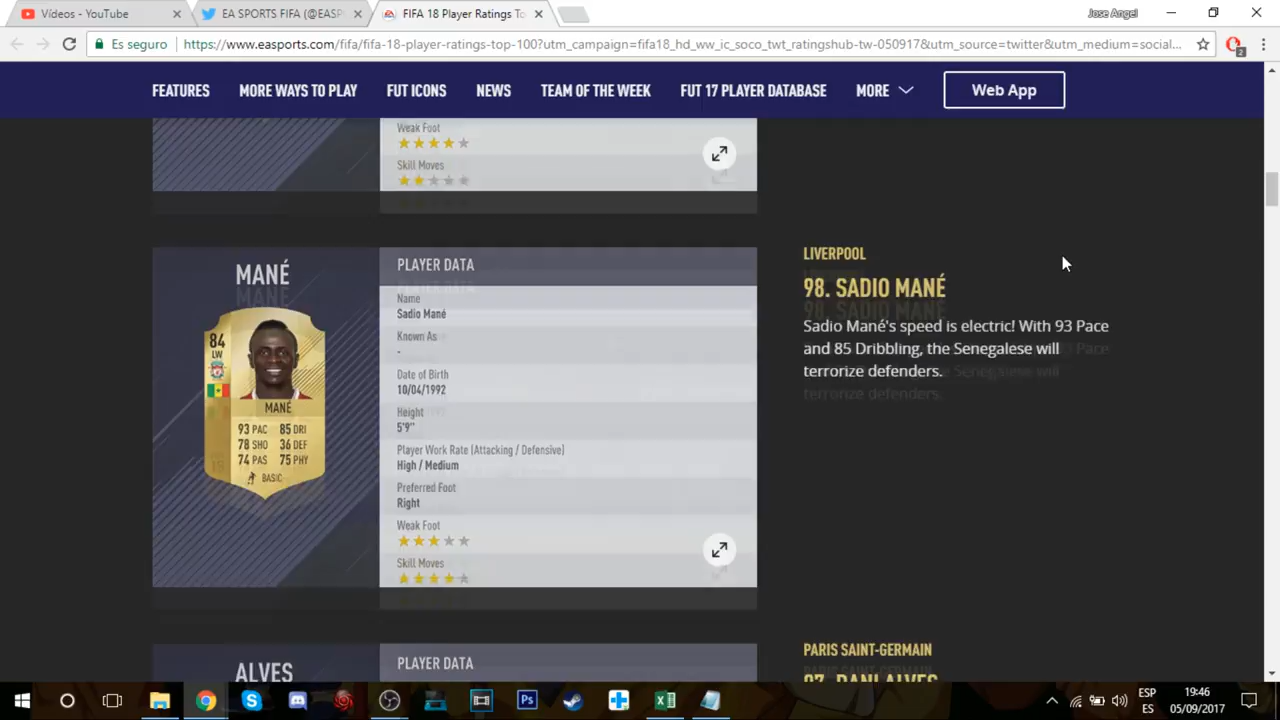 Vídeos - YouTube
EA SPORTS FIFA (@EASP
FIFA 18 Player Ratings To
Jose Angel
Es seguro
https://www.easports.com/fifa/fifa-18-player-ratings-top-100?utm_campaign=fifa18_hd_ww_ic_soco_twt_ratingshub-tw-050917&utm_source=twitter&utm_medium=social...
2
FEATURES
MORE WAYS TO PLAY
FUT ICONS
NEWS
TEAM OF THE WEEK
FUT 17 PLAYER DATABASE
MORE
Web App
Weak Foot
Skill Moves
MANÉ
84
LW
MANÉ
93 PAC 85 DRI
78 SHO 36 DEF
74 PAS 75 PHY
BASIC
PLAYER DATA
Name
Sadio Mané
Known As
-
Date of Birth
10/04/1992
Height
5'9"
Player Work Rate (Attacking / Defensive)
High / Medium
Preferred Foot
Right
Weak Foot
Skill Moves
LIVERPOOL
98. SADIO MANÉ
Sadio Mané's speed is electric! With 93 Pace
and 85 Dribbling, the Senegalese will
terrorize defenders.
ALVES
PLAYER DATA
PARIS SAINT-GERMAIN
97. DANI ALVES
ESP
ES
19:46
05/09/2017